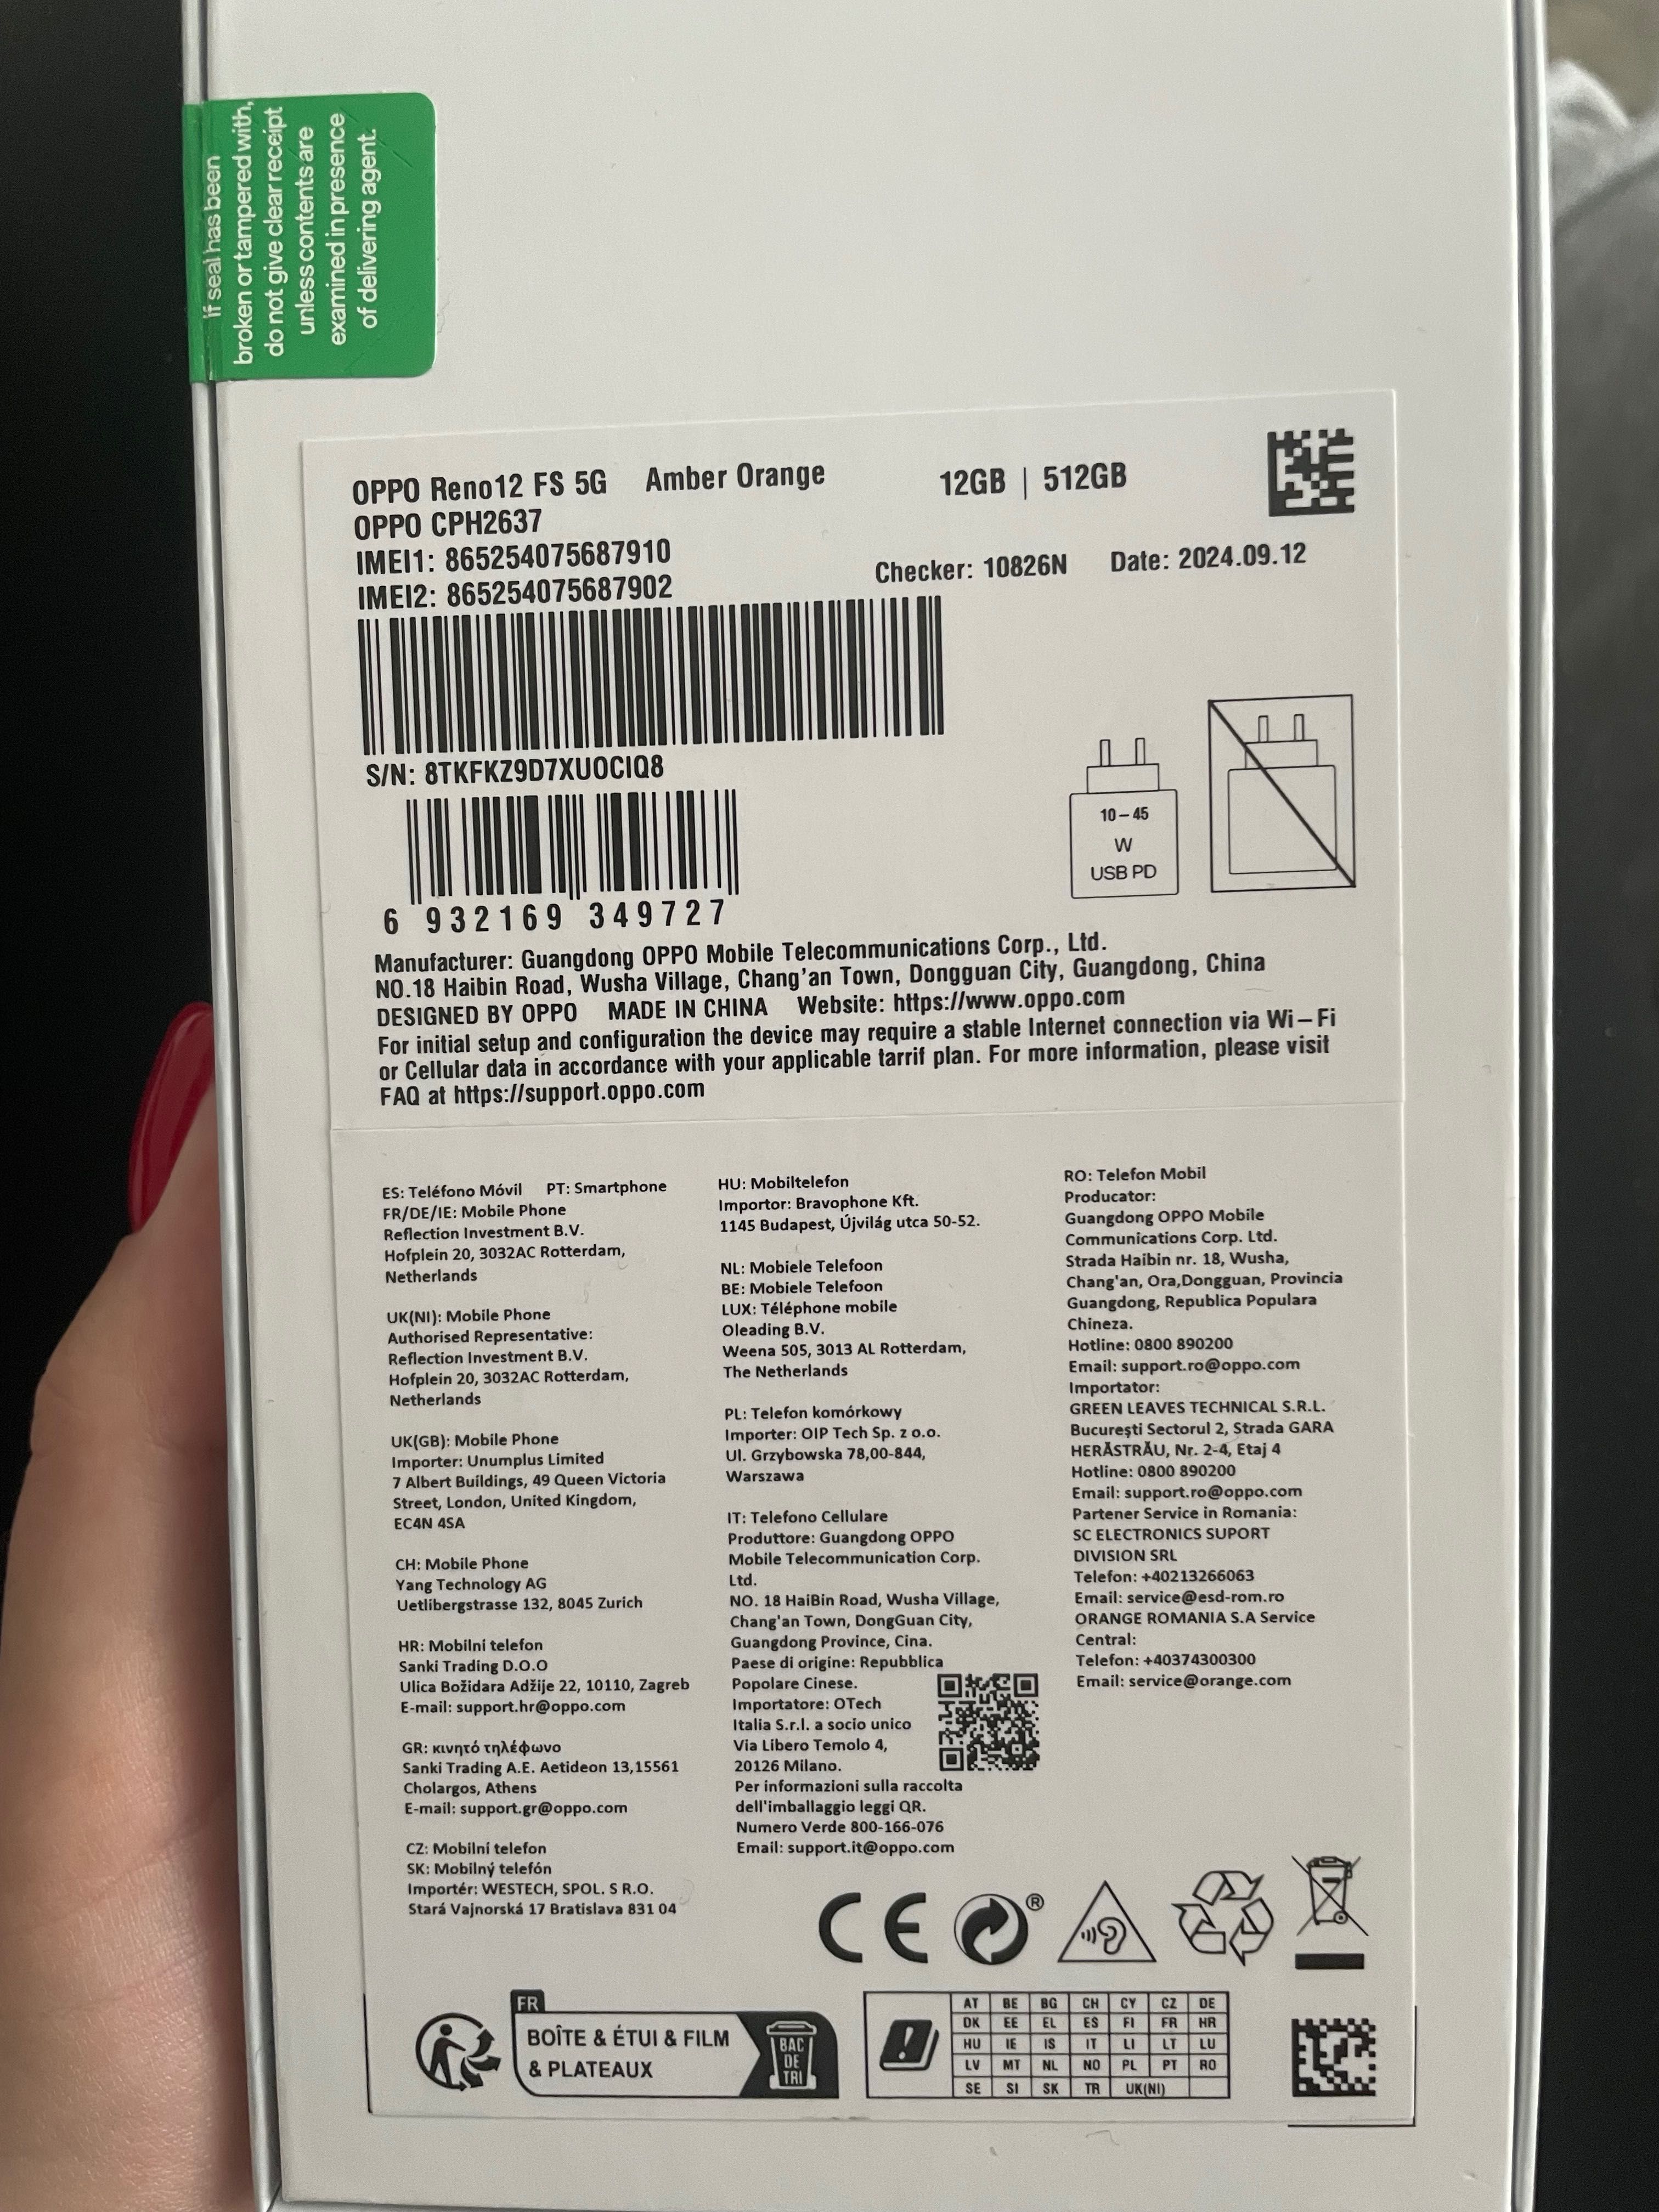 If seal has been
broken or tampered with,
do not give clear receipt
unless contents are
examined in presence
of delivering agent.
OPPO Reno12 FS 5G Amber Orange 12GB | 512GB
OPPO CPH2637
IMEI1: 865254075687910
IMEI2: 865254075687902
Checker: 10826N Date: 2024.09.12
S/N: 8TKFKZ9D7XUOCIQ8
6 932169 349727
10–45
W
USB PD
Manufacturer: Guangdong OPPO Mobile Telecommunications Corp., Ltd.
NO.18 Haibin Road, Wusha Village, Chang'an Town, Dongguan City, Guangdong, China
DESIGNED BY OPPO MADE IN CHINA Website: https://www.oppo.com
For initial setup and configuration the device may require a stable Internet connection via Wi–Fi
or Cellular data in accordance with your applicable tarrif plan. For more information, please visit
FAQ at https://support.oppo.com
ES: Teléfono Móvil PT: Smartphone
FR/DE/IE: Mobile Phone
Reflection Investment B.V.
Hofplein 20, 3032AC Rotterdam,
Netherlands
UK(NI): Mobile Phone
Authorised Representative:
Reflection Investment B.V.
Hofplein 20, 3032AC Rotterdam,
Netherlands
UK(GB): Mobile Phone
Importer: Unumplus Limited
7 Albert Buildings, 49 Queen Victoria
Street, London, United Kingdom,
EC4N 4SA
CH: Mobile Phone
Yang Technology AG
Uetlibergstrasse 132, 8045 Zurich
HR: Mobilni telefon
Sanki Trading D.O.O
Ulica Božidara Adžije 22, 10110, Zagreb
E-mail: support.hr@oppo.com
GR: κινητό τηλέφωνο
Sanki Trading A.E. Aetideon 13,15561
Cholargos, Athens
E-mail: support.gr@oppo.com
CZ: Mobilní telefon
SK: Mobilný telefón
Importér: WESTECH, SPOL. S R.O.
Stará Vajnorská 17 Bratislava 831 04
HU: Mobiltelefon
Importor: Bravophone Kft.
1145 Budapest, Újvilág utca 50-52.
NL: Mobiele Telefoon
BE: Mobiele Telefoon
LUX: Téléphone mobile
Oleading B.V.
Weena 505, 3013 AL Rotterdam,
The Netherlands
PL: Telefon komórkowy
Importer: OIP Tech Sp. z o.o.
Ul. Grzybowska 78,00-844,
Warszawa
IT: Telefono Cellulare
Produttore: Guangdong OPPO
Mobile Telecommunication Corp.
Ltd.
NO. 18 HaiBin Road, Wusha Village,
Chang'an Town, DongGuan City,
Guangdong Province, Cina.
Paese di origine: Repubblica
Popolare Cinese.
Importatore: OTech
Italia S.r.l. a socio unico
Via Libero Temolo 4,
20126 Milano.
Per informazioni sulla raccolta
dell'imballaggio leggi QR.
Numero Verde 800-166-076
Email: support.it@oppo.com
RO: Telefon Mobil
Producator:
Guangdong OPPO Mobile
Communications Corp. Ltd.
Strada Haibin nr. 18, Wusha,
Chang'an, Ora,Dongguan, Provincia
Guangdong, Republica Populara
Chineza.
Hotline: 0800 890200
Email: support.ro@oppo.com
Importator:
GREEN LEAVES TECHNICAL S.R.L.
București Sectorul 2, Strada GARA
HERĂSTRĂU, Nr. 2-4, Etaj 4
Hotline: 0800 890200
Email: support.ro@oppo.com
Partener Service in Romania:
SC ELECTRONICS SUPORT
DIVISION SRL
Telefon: +40213266063
Email: service@esd-rom.ro
ORANGE ROMANIA S.A Service
Central:
Telefon: +40374300300
Email: service@orange.com
CE ®
FR
BOÎTE & ÉTUI & FILM
& PLATEAUX
BAC
DE
TRI
AT BE BG CH CY CZ DE
DK EE EL ES FI FR HR
HU IE IS IT LI LT LU
LV MT NL NO PL PT RO
SE SI SK TR UK(NI)